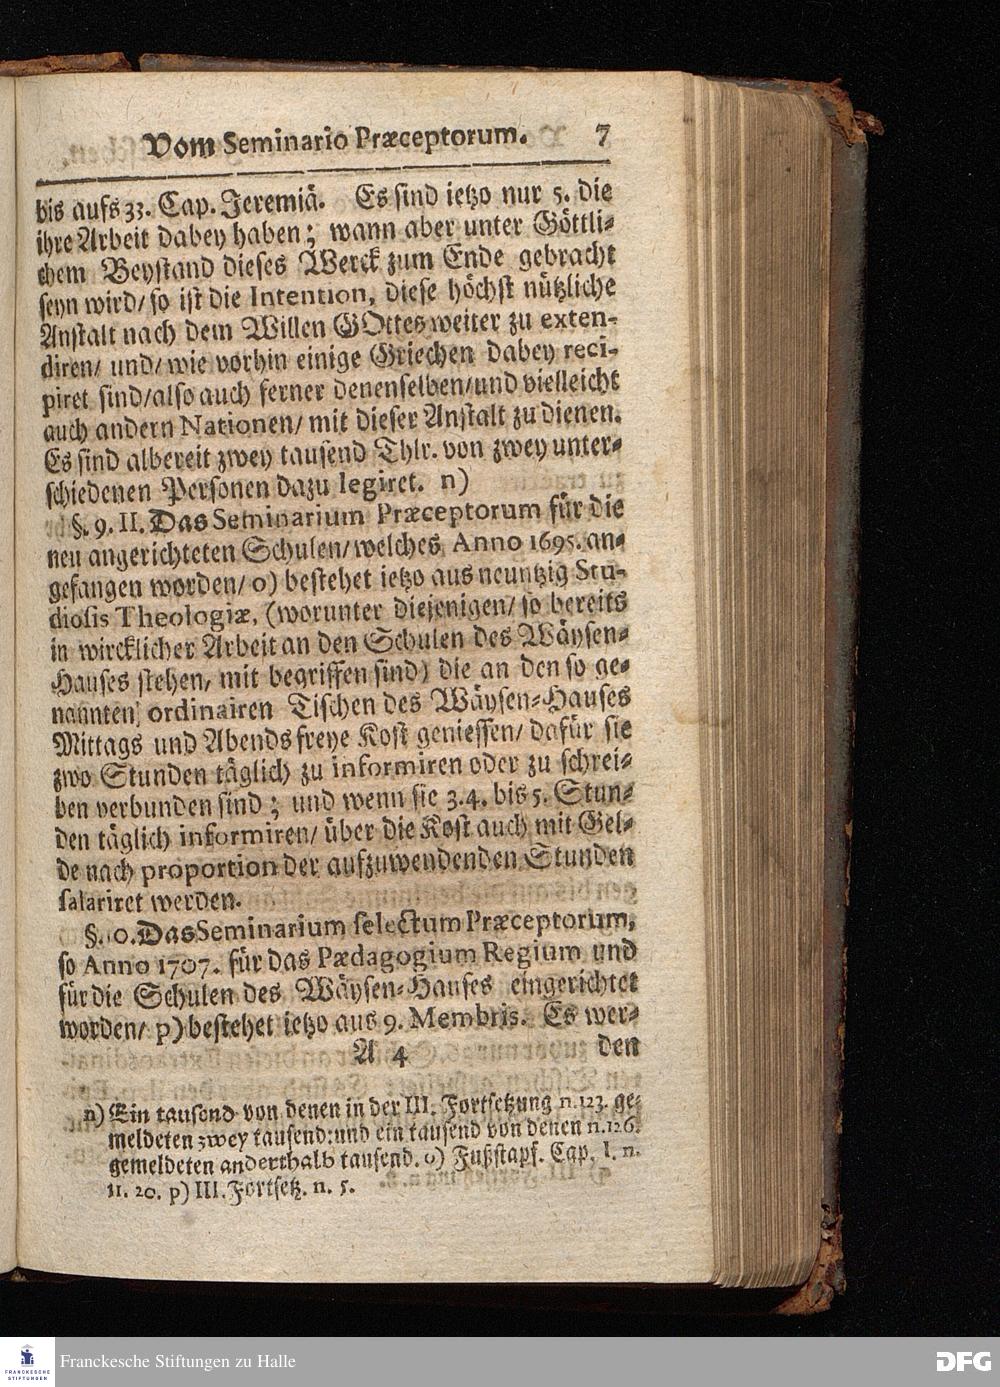 Vom Seminario Præceptorum. 7
bis aufs 33. Cap. Jeremiä. Es sind ietzo nur 5. die
ihre Arbeit dabey haben; wann aber unter Göttli-
chem Beystand dieses Werck zum Ende gebracht
seyn wird/ so ist die Intention, diese höchst nützliche
Anstalt nach dem Willen GOttes weiter zu exten-
diren/ und/ wie vorhin einige Griechen dabey reci-
piret sind/ also auch ferner denenselben/ und vielleicht
auch andern Nationen/ mit dieser Anstalt zu dienen.
Es sind albereit zwey tausend Thlr. von zwey unter-
schiedenen Personen dazu legiret. n)
§. 9. II. Das Seminarium Præceptorum für die
neu angerichteten Schulen/ welches Anno 1695. an-
gefangen worden/ o) bestehet ietzo aus neuntzig Stu-
diosis Theologiæ, (worunter diejenigen/ so bereits
in wircklicher Arbeit an den Schulen des Wäysen-
Hauses stehen, mit begriffen sind) die an den so ge-
nannten ordinairen Tischen des Wäysen-Hauses
Mittags und Abends freye Kost geniessen/ dafür sie
zwo Stunden täglich zu informiren oder zu schrei-
ben verbunden sind; und wenn sie 3. 4. bis 5. Stun-
den täglich informiren/ über die Kost auch mit Gel-
de nach proportion der aufzuwendenden Stunden
salariret werden.
§. 10. Das Seminarium selectum Præceptorum,
so Anno 1707. für das Pædagogium Regium und
für die Schulen des Wäysen-Hauses eingerichtet
worden/ p) bestehet ietzo aus 9. Membris. Es wer-
A 4 den
n) Ein tausend von denen in der III. Fortsetzung n. 123. ge-
meldeten zwey tausend: und ein tausend von denen n. 126.
gemeldeten anderthalb tausend. o) Fußstapf. Cap. I. n.
11. 20. p) III. Fortsetz. n. 5.
FRANCKESCHE STIFTUNGEN
Franckesche Stiftungen zu Halle
DFG